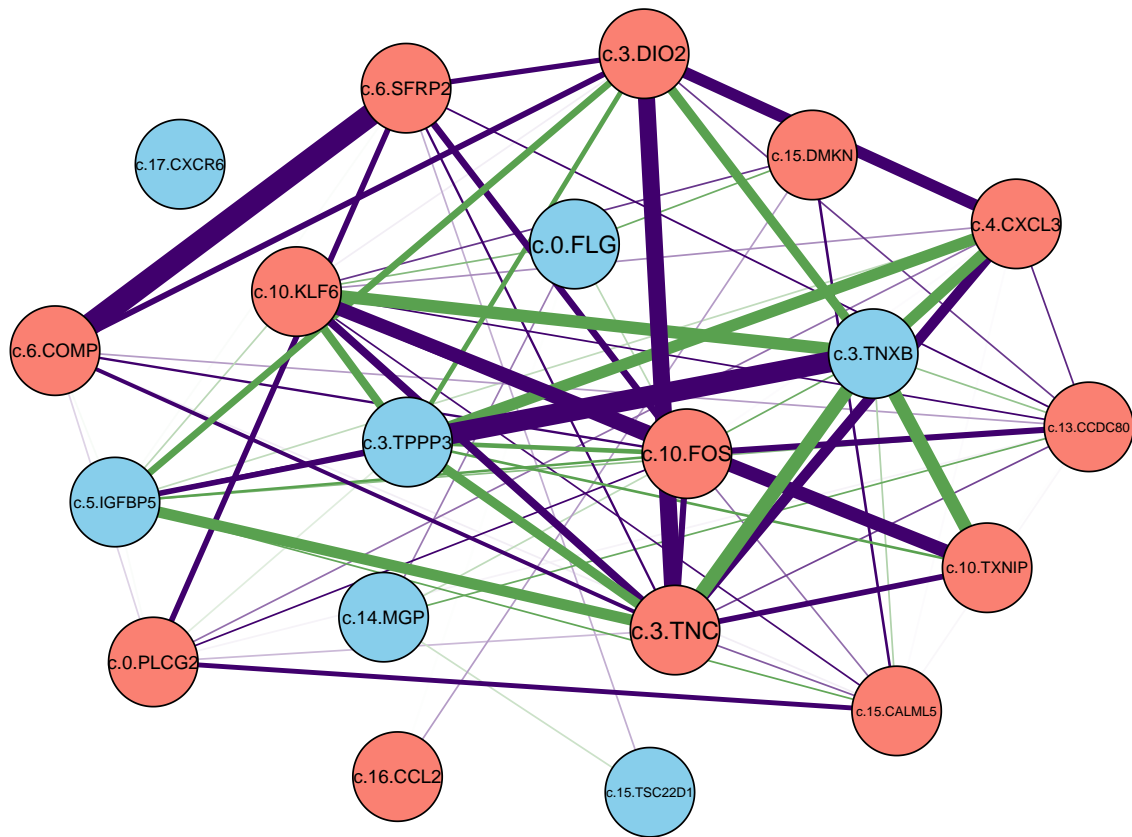 c.3.DIO2
c.6.SFRP2
c.15.DMKN
c.17.CXCR6
c.4.CXCL3
c.0.FLG
c.10.KLF6
c.6.COMP
c.3.TNXB
c.13.CCDC80
c.3.TPPP3
c.10.FOS
c.5.IGFBP5
c.10.TXNIP
c.14.MGP
c.3.TNC
c.0.PLCG2
c.15.CALML5
c.16.CCL2
c.15.TSC22D1